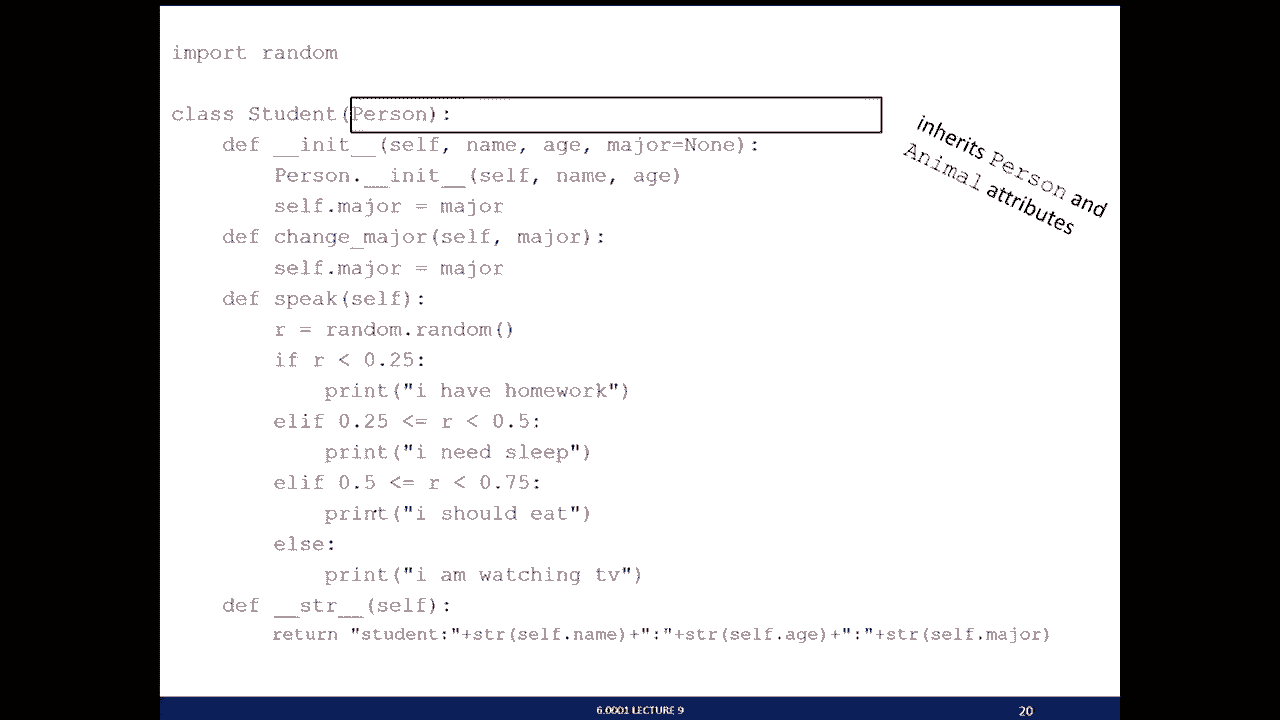 import random
class Student(Person):
def __init__(self, name, age, major=None):
Person.__init__(self, name, age)
self.major = major
def change_major(self, major):
self.major = major
def speak(self):
r = random.random()
if r < 0.25:
print("i have homework")
elif 0.25 <= r < 0.5:
print("i need sleep")
elif 0.5 <= r < 0.75:
print("i should eat")
else:
print("i am watching tv")
def __str__(self):
return "student:"+str(self.name)+":"+str(self.age)+":"+str(self.major)
inherits Person and
Animal attributes
6.0001 LECTURE 9
20